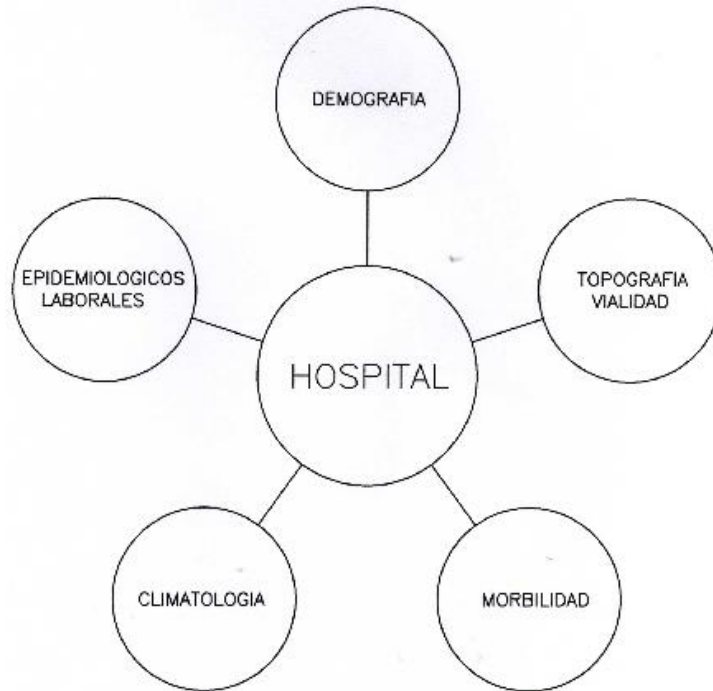 DEMOGRAFIA
EPIDEMIOLOGICOS
LABORALES
TOPOGRAFIA
VIALIDAD
HOSPITAL
CLIMATOLOGIA
MORBILIDAD